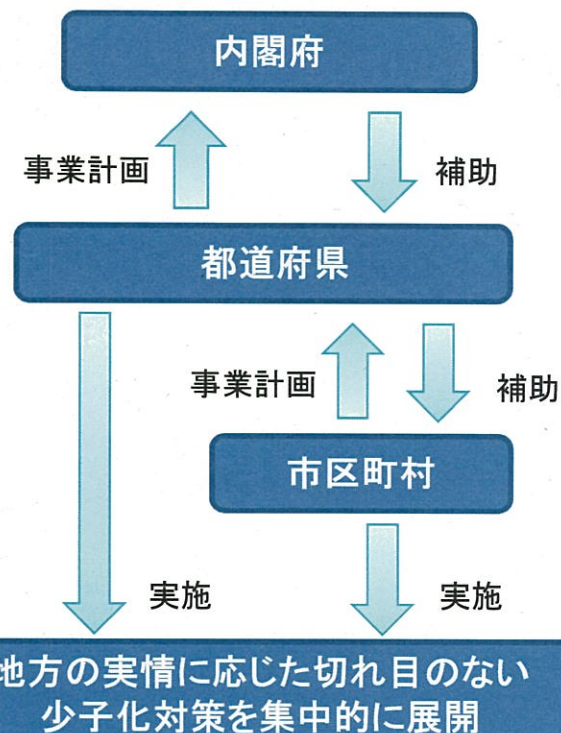 内閣府
事業計画
補助
都道府県
事業計画
補助
市区町村
実施
実施
地方の実情に応じた切れ目のない
少子化対策を集中的に展開